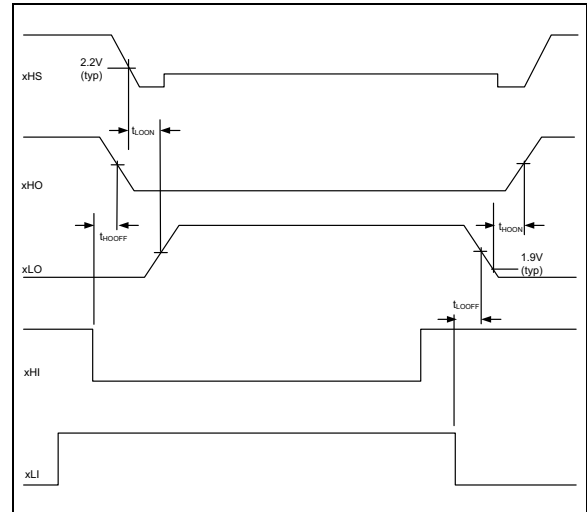 2.2V
(typ)
xHS
tLOON
xHO
tHOOFF
tHOON
xLO
1.9V
(typ)
tLOOFF
xHI
xLI